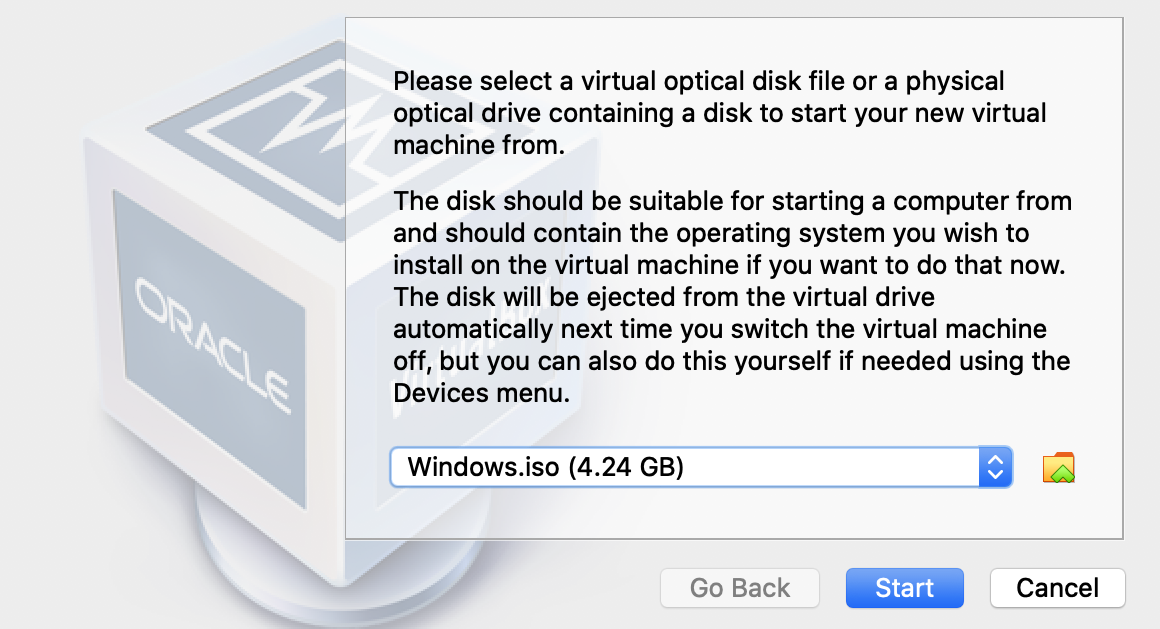 Please select a virtual optical disk file or a physical
optical drive containing a disk to start your new virtual
machine from.
The disk should be suitable for starting a computer from
and should contain the operating system you wish to
install on the virtual machine if you want to do that now.
The disk will be ejected from the virtual drive
automatically next time you switch the virtual machine
off, but you can also do this yourself if needed using the
Devices menu.
ORACLE
VirtualBox
Windows.iso (4.24 GB)
Go Back
Start
Cancel